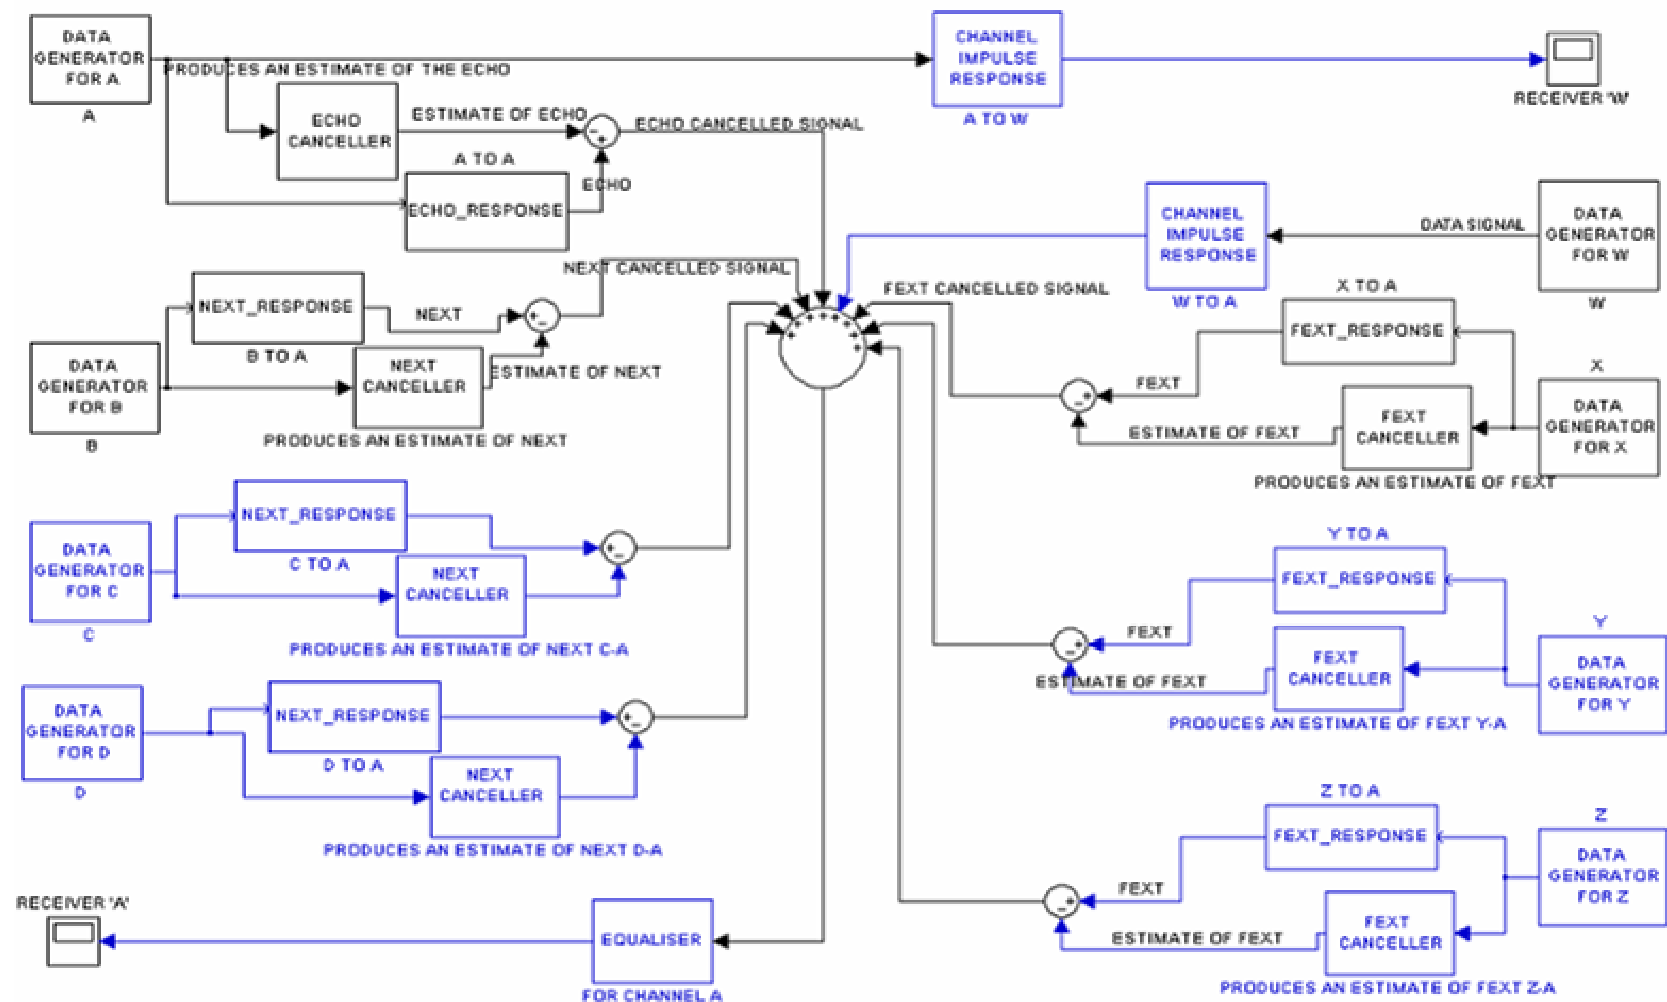 DATA
GENERATOR
FOR A
A
PRODUCES AN ESTIMATE OF THE ECHO
ECHO
CANCELLER
ESTIMATE OF ECHO
ECHO CANCELLED SIGNAL
A TO A
ECHO_RESPONSE
ECHO
CHANNEL
IMPULSE
RESPONSE
A TO W
RECEIVER 'W'
CHANNEL
IMPULSE
RESPONSE
W TO A
DATA SIGNAL
DATA
GENERATOR
FOR W
W
NEXT_RESPONSE
B TO A
NEXT
NEXT CANCELLED SIGNAL
DATA
GENERATOR
FOR B
B
NEXT
CANCELLER
ESTIMATE OF NEXT
PRODUCES AN ESTIMATE OF NEXT
FEXT CANCELLED SIGNAL
X TO A
FEXT_RESPONSE
FEXT
ESTIMATE OF FEXT
FEXT
CANCELLER
PRODUCES AN ESTIMATE OF FEXT
X
DATA
GENERATOR
FOR X
DATA
GENERATOR
FOR C
C
NEXT_RESPONSE
C TO A
NEXT
CANCELLER
PRODUCES AN ESTIMATE OF NEXT C-A
Y TO A
FEXT_RESPONSE
FEXT
ESTIMATE OF FEXT
FEXT
CANCELLER
PRODUCES AN ESTIMATE OF FEXT Y-A
Y
DATA
GENERATOR
FOR Y
DATA
GENERATOR
FOR D
D
NEXT_RESPONSE
D TO A
NEXT
CANCELLER
PRODUCES AN ESTIMATE OF NEXT D-A
Z TO A
FEXT_RESPONSE
FEXT
ESTIMATE OF FEXT
FEXT
CANCELLER
PRODUCES AN ESTIMATE OF FEXT Z-A
Z
DATA
GENERATOR
FOR Z
RECEIVER 'A'
EQUALISER
FOR CHANNEL A